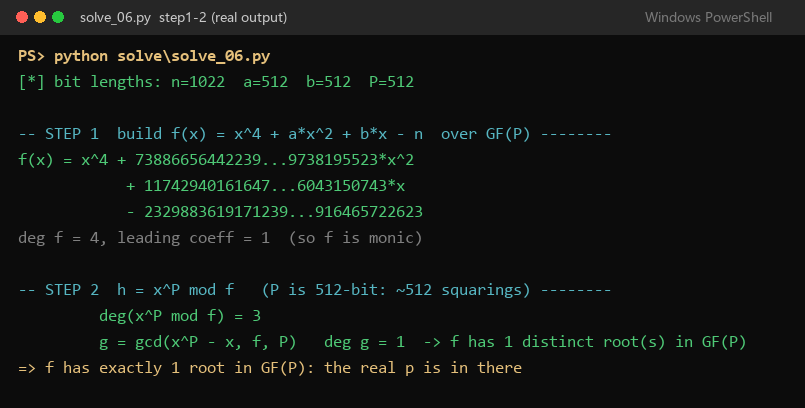 solve_06.py  step1-2 (real output)
Windows PowerShell
PS> python solve\solve_06.py
[*] bit lengths: n=1022  a=512  b=512  P=512
-- STEP 1  build f(x) = x^4 + a*x^2 + b*x - n  over GF(P) --------
f(x) = x^4 + 73886656442239...9738195523*x^2
+ 11742940161647...6043150743*x
- 2329883619171239...916465722623
deg f = 4, leading coeff = 1  (so f is monic)
-- STEP 2  h = x^P mod f   (P is 512-bit: ~512 squarings) --------
deg(x^P mod f) = 3
g = gcd(x^P - x, f, P)   deg g = 1  -> f has 1 distinct root(s) in GF(P)
=> f has exactly 1 root in GF(P): the real p is in there